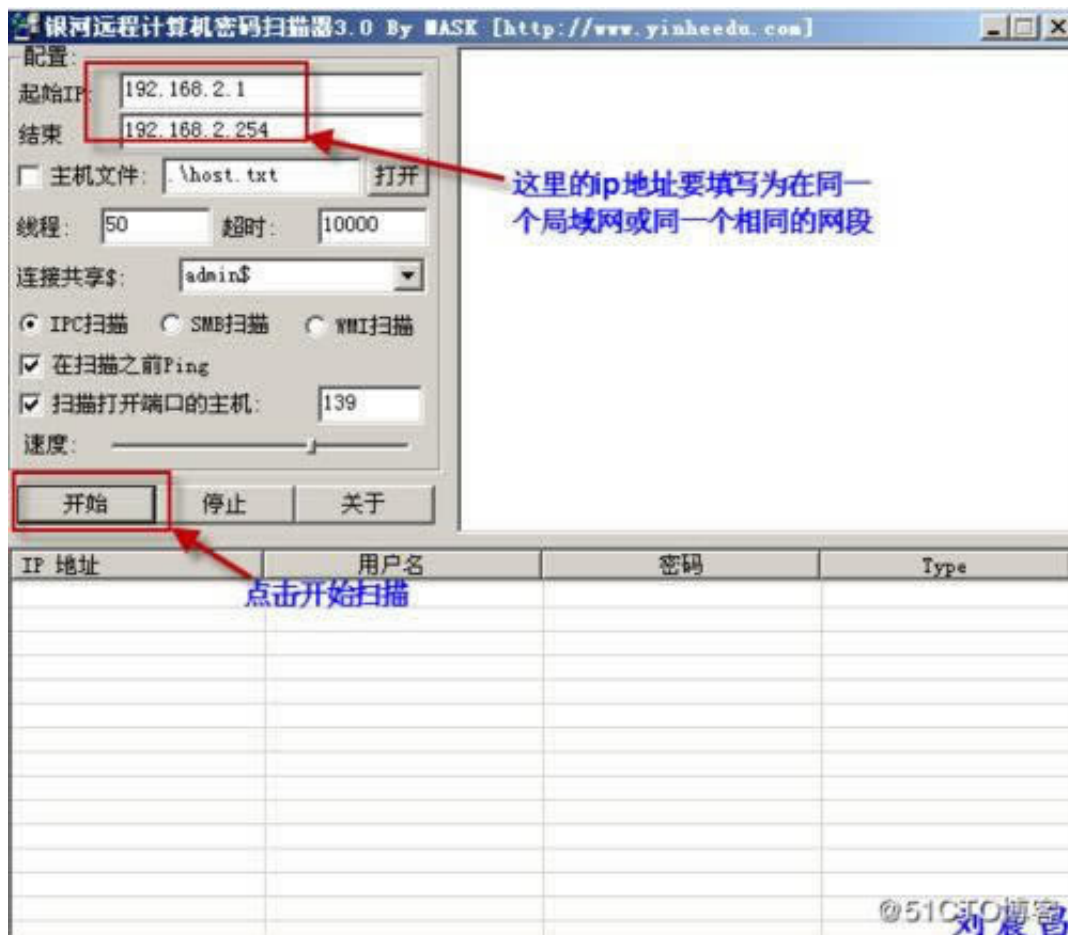 银河远程计算机密码扫描器3.0 By MASK [http://www.yinheedu.com]
配置:
起始IP: 192.168.2.1
结束 192.168.2.254
主机文件: .\host.txt 打开
线程: 50 超时: 10000
连接共享$: admin$
IPC扫描 SMB扫描 WMI扫描
在扫描之前Ping
扫描打开端口的主机: 139
速度:
开始 停止 关于
这里的ip地址要填写为在同一
个局域网或同一个相同的网段
IP 地址 用户名 密码 Type
点击开始扫描
@51CTO博客
刘晨昌